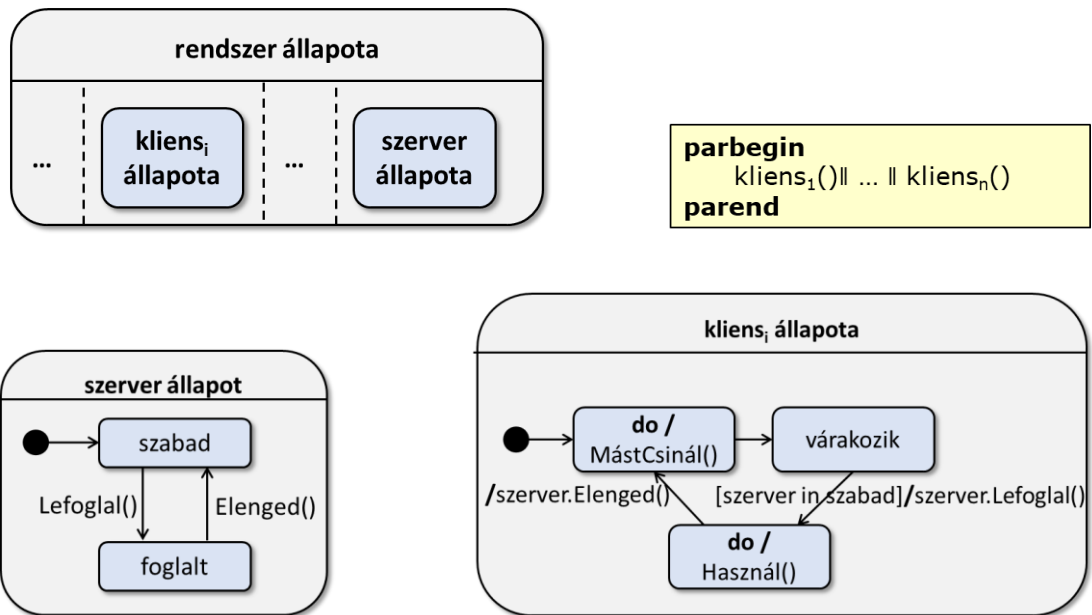 rendszer állapota
...
kliensᵢ
állapota
...
szerver
állapota
parbegin
kliens₁()‖ ... ‖ kliensₙ()
parend
szerver állapot
szabad
Lefoglal()
Elenged()
foglalt
kliensᵢ állapota
do /
MástCsinál()
várakozik
/szerver.Elenged()
[szerver in szabad]/szerver.Lefoglal()
do /
Használ()